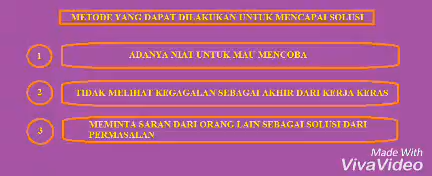 METODE YANG DAPAT DILAKUKAN UNTUK MENCAPAI SOLUSI
1
ADANYA NIAT UNTUK MAU MENCOBA
2
TIDAK MELIHAT KEGAGALAN SEBAGAI AKHIR DARI KERJA KERAS
3
MEMINTA SARAN DARI ORANG LAIN SEBAGAI SOLUSI DARI
PERMASALAN
Made With
VivaVideo